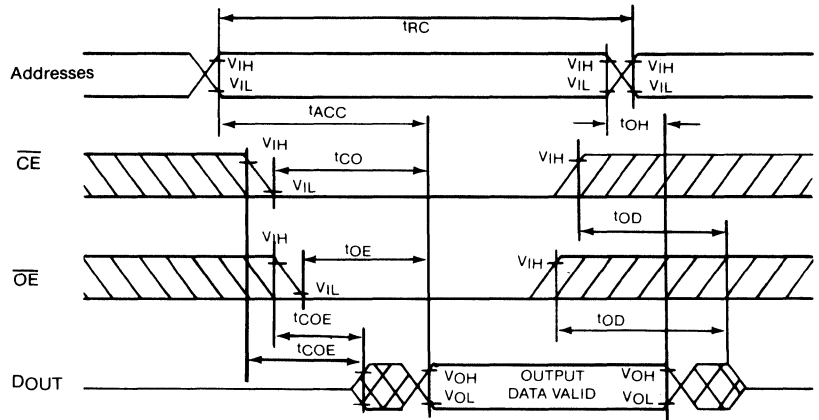 tRC
Addresses
VIH
VIL
VIH
VIL
VIH
VIL
tACC
tOH
CE
VIH
tCO
VIL
VIH
tOD
OE
VIH
tOE
VIL
VIH
tCOE
tOD
tCOE
DOUT
VOH
VOL
OUTPUT
DATA VALID
VOH
VOL